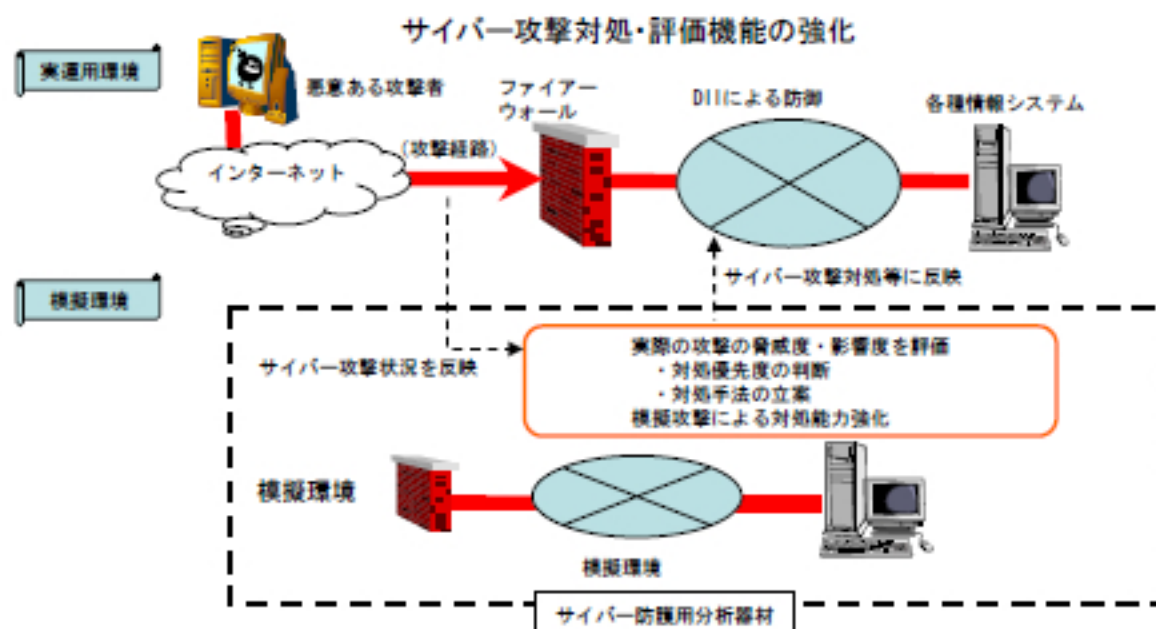 サイバー攻撃対処・評価機能の強化
実運用環境
悪意ある攻撃者
ファイアー
ウォール
DIIによる防御
各種情報システム
(攻撃経路)
インターネット
サイバー攻撃対処等に反映
模擬環境
サイバー攻撃状況を反映
実際の攻撃の脅威度・影響度を評価
・対処優先度の判断
・対処手法の立案
模擬攻撃による対処能力強化
模擬環境
模擬環境
サイバー防護用分析器材